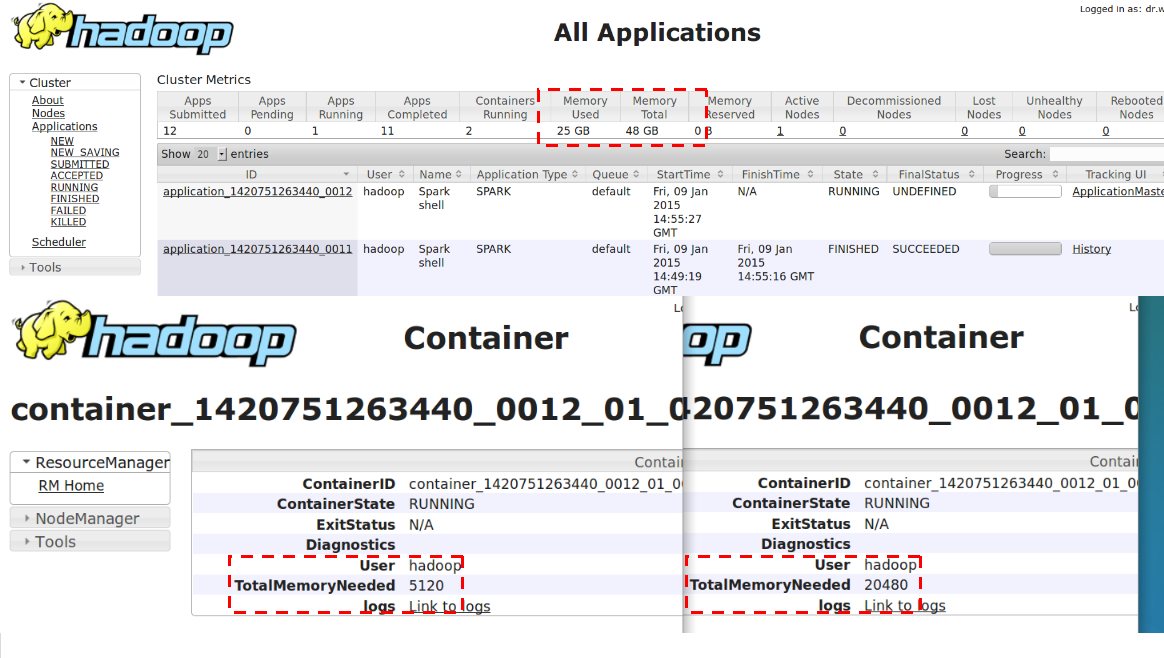 Logged in as: dr.w
hadoop
All Applications
Cluster
About
Nodes
Applications
NEW
NEW_SAVING
SUBMITTED
ACCEPTED
RUNNING
FINISHED
FAILED
KILLED
Scheduler
Tools
Cluster Metrics
Apps Submitted Apps Pending Apps Running Apps Completed Containers Running Memory Used Memory Total Memory Reserved Active Nodes Decommissioned Nodes Lost Nodes Unhealthy Nodes Rebooted Nodes
12 0 1 11 2 25 GB 48 GB 0 B 1 0 0 0 0
Show 20 entries Search:
ID User Name Application Type Queue StartTime FinishTime State FinalStatus Progress Tracking UI
application_1420751263440_0012 hadoop Spark shell SPARK default Fri, 09 Jan 2015 14:55:27 GMT N/A RUNNING UNDEFINED ApplicationMaste
application_1420751263440_0011 hadoop Spark shell SPARK default Fri, 09 Jan 2015 14:49:19 GMT Fri, 09 Jan 2015 14:55:16 GMT FINISHED SUCCEEDED History
hadoop
Container
container_1420751263440_0012_01_0
ResourceManager
RM Home
NodeManager
Tools
Contai
ContainerID container_1420751263440_0012_01_00
ContainerState RUNNING
ExitStatus N/A
Diagnostics
User hadoop
TotalMemoryNeeded 5120
logs Link to logs
Lo
op
Container
420751263440_0012_01_0
Contai
ContainerID container_1420751263440_0012_01_00
ContainerState RUNNING
ExitStatus N/A
Diagnostics
User hadoop
TotalMemoryNeeded 20480
logs Link to logs